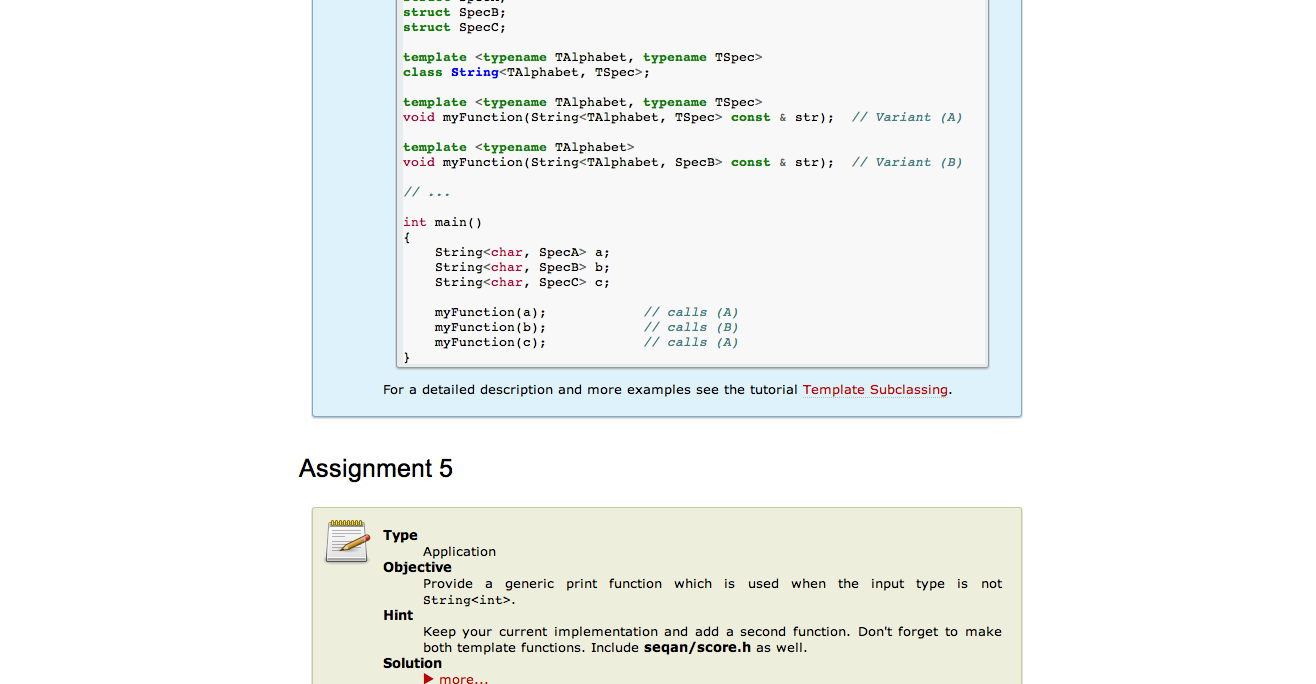 struct SpecB;
struct SpecC;
template <typename TAlphabet, typename TSpec>
class String<TAlphabet, TSpec>;
template <typename TAlphabet, typename TSpec>
void myFunction(String<TAlphabet, TSpec> const & str);  // Variant (A)
template <typename TAlphabet>
void myFunction(String<TAlphabet, SpecB> const & str);  // Variant (B)
// ...
int main()
{
    String<char, SpecA> a;
    String<char, SpecB> b;
    String<char, SpecC> c;
    myFunction(a);            // calls (A)
    myFunction(b);            // calls (B)
    myFunction(c);            // calls (A)
}
For a detailed description and more examples see the tutorial Template Subclassing.
Assignment 5
Type
Application
Objective
Provide a generic print function which is used when the input type is not
String<int>.
Hint
Keep your current implementation and add a second function. Don't forget to make
both template functions. Include seqan/score.h as well.
Solution
more...